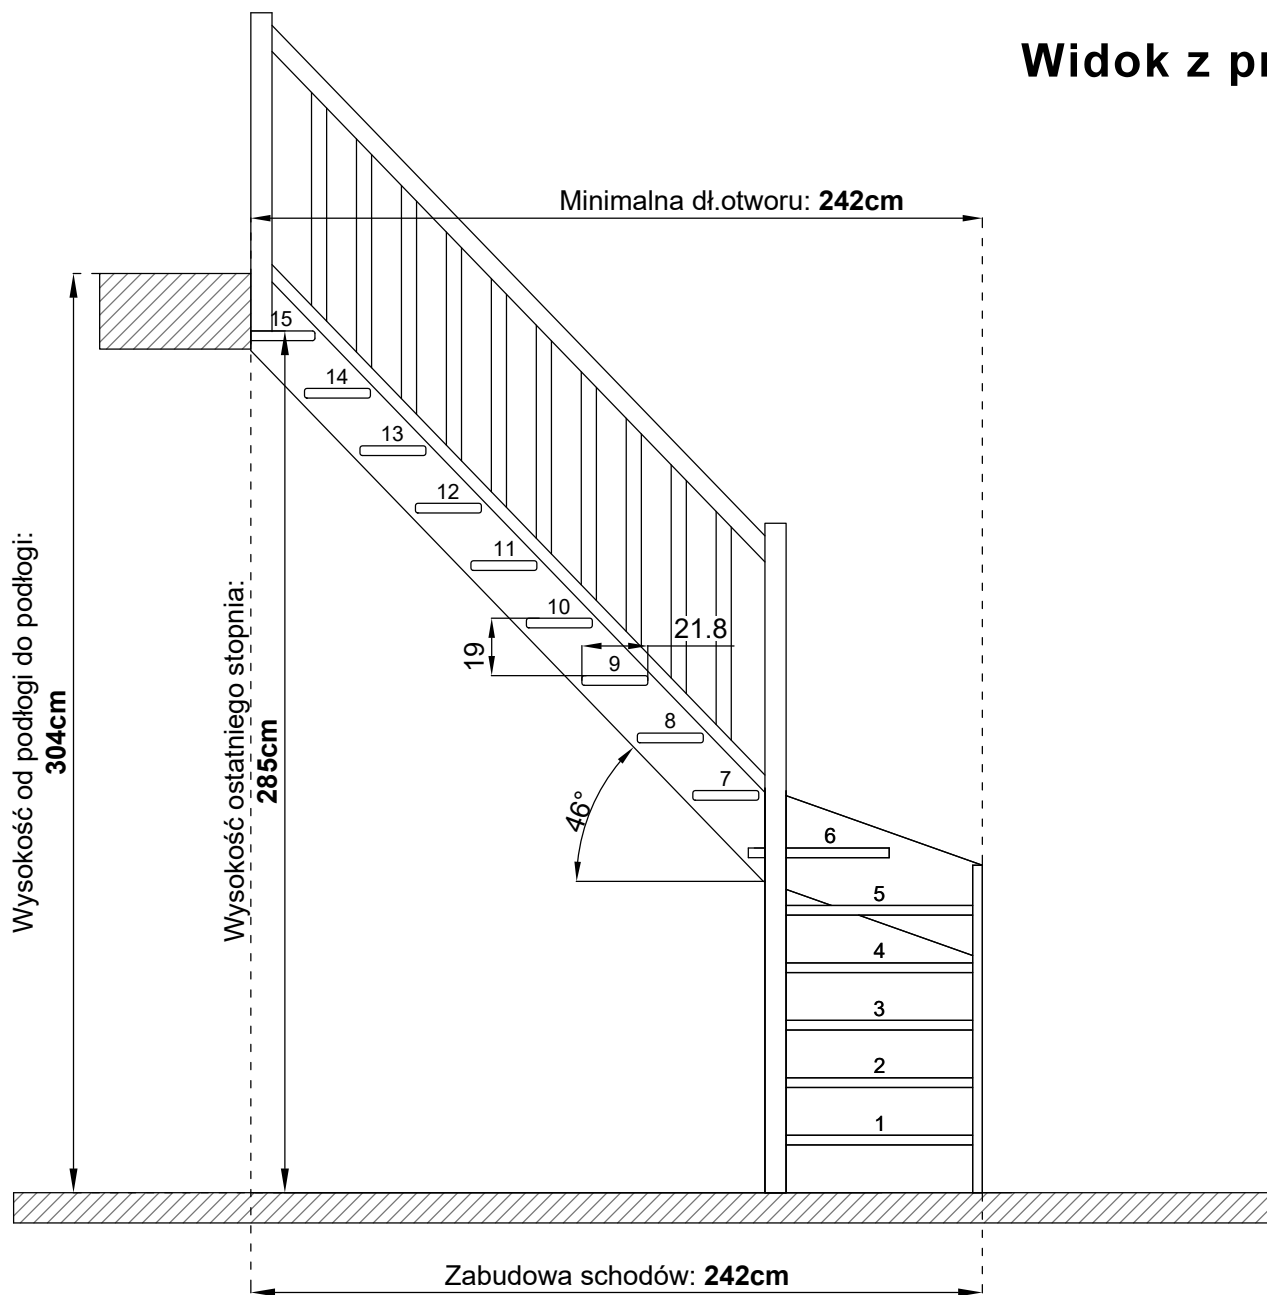 Widok z pr
Minimalna dł.otworu: 242cm
15
14
13
12
11
10
21.8
19
9
8
7
46°
6
5
4
3
2
1
Wysokość od podłogi do podłogi:
304cm
Wysokość ostatniego stopnia:
285cm
Zabudowa schodów: 242cm